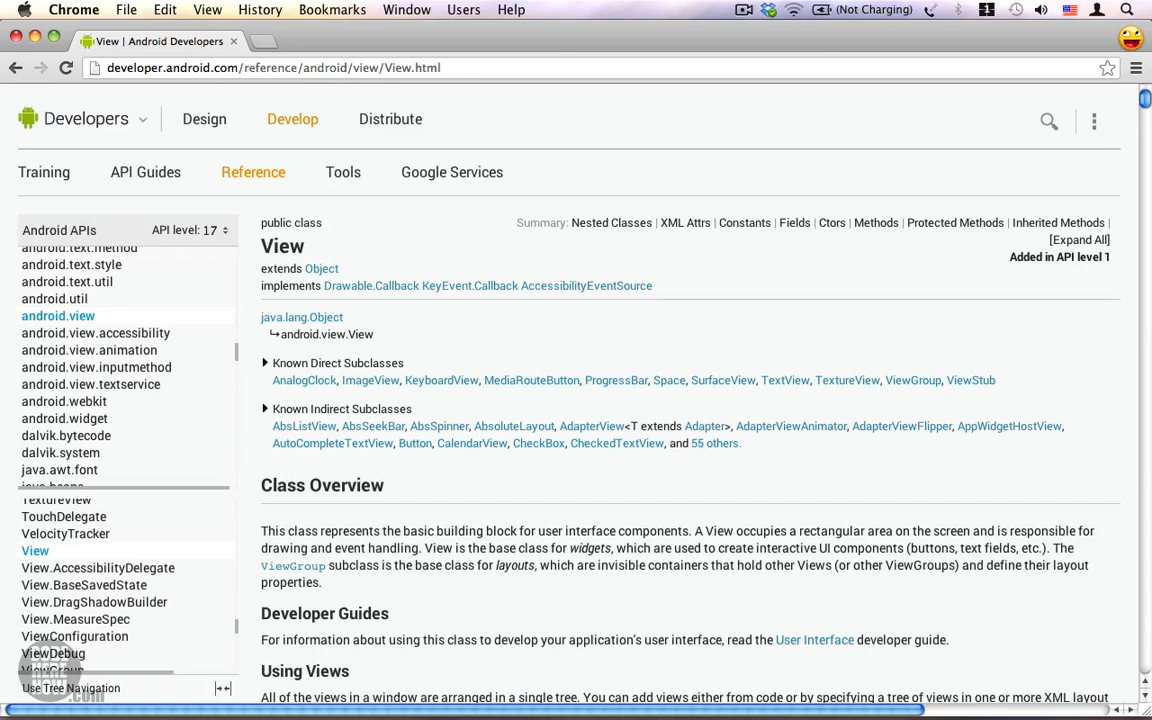 Chrome File Edit View History Bookmarks Window Users Help (Not Charging) 1
View | Android Developers
developer.android.com/reference/android/view/View.html
Developers Design Develop Distribute
Training API Guides Reference Tools Google Services
Android APIs API level: 17
android.text.method
android.text.style
android.text.util
android.util
android.view
android.view.accessibility
android.view.animation
android.view.inputmethod
android.view.textservice
android.webkit
android.widget
dalvik.bytecode
dalvik.system
java.awt.font
java.beans
TextureView
TouchDelegate
VelocityTracker
View
View.AccessibilityDelegate
View.BaseSavedState
View.DragShadowBuilder
View.MeasureSpec
ViewConfiguration
ViewDebug
ViewGroup
Use Tree Navigation
public class
Summary: Nested Classes | XML Attrs | Constants | Fields | Ctors | Methods | Protected Methods | Inherited Methods |
[Expand All]
View
Added in API level 1
extends Object
implements Drawable.Callback KeyEvent.Callback AccessibilityEventSource
java.lang.Object
↳android.view.View
Known Direct Subclasses
AnalogClock, ImageView, KeyboardView, MediaRouteButton, ProgressBar, Space, SurfaceView, TextView, TextureView, ViewGroup, ViewStub
Known Indirect Subclasses
AbsListView, AbsSeekBar, AbsSpinner, AbsoluteLayout, AdapterView<T extends Adapter>, AdapterViewAnimator, AdapterViewFlipper, AppWidgetHostView,
AutoCompleteTextView, Button, CalendarView, CheckBox, CheckedTextView, and 55 others.
Class Overview
This class represents the basic building block for user interface components. A View occupies a rectangular area on the screen and is responsible for
drawing and event handling. View is the base class for widgets, which are used to create interactive UI components (buttons, text fields, etc.). The
ViewGroup subclass is the base class for layouts, which are invisible containers that hold other Views (or other ViewGroups) and define their layout
properties.
Developer Guides
For information about using this class to develop your application's user interface, read the User Interface developer guide.
Using Views
All of the views in a window are arranged in a single tree. You can add views either from code or by specifying a tree of views in one or more XML layout